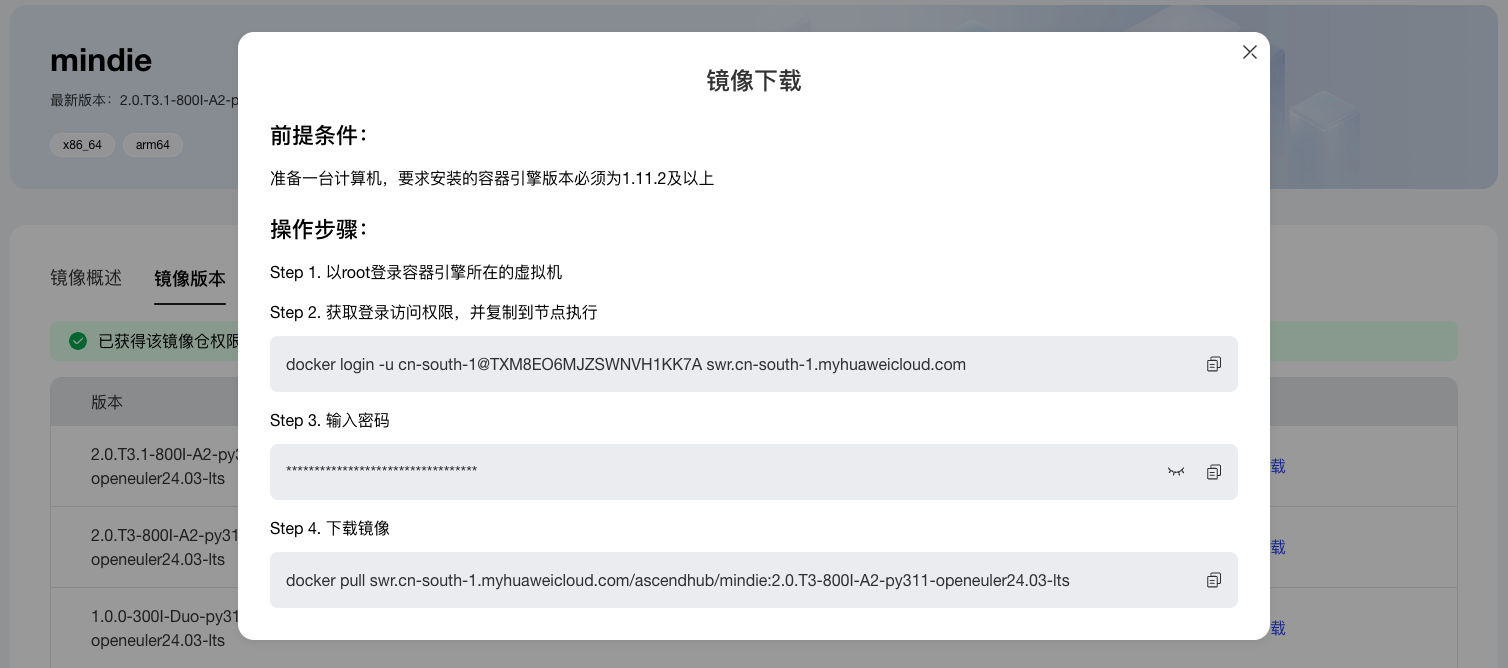 mindie
最新版本：2.0.T3.1-800I-A2-p
x86_64
arm64
镜像下载
前提条件：
准备一台计算机，要求安装的容器引擎版本必须为1.11.2及以上
操作步骤：
Step 1. 以root登录容器引擎所在的虚拟机
Step 2. 获取登录访问权限，并复制到节点执行
docker login -u cn-south-1@TXM8EO6MJZSWNVH1KK7A swr.cn-south-1.myhuaweicloud.com
Step 3. 输入密码
**********************************
Step 4. 下载镜像
docker pull swr.cn-south-1.myhuaweicloud.com/ascendhub/mindie:2.0.T3-800I-A2-py311-openeuler24.03-lts
镜像概述
镜像版本
已获得该镜像仓权限
版本
2.0.T3.1-800I-A2-py3
openeuler24.03-lts
载
2.0.T3-800I-A2-py311
openeuler24.03-lts
载
1.0.0-300I-Duo-py31
openeuler24.03-lts
载